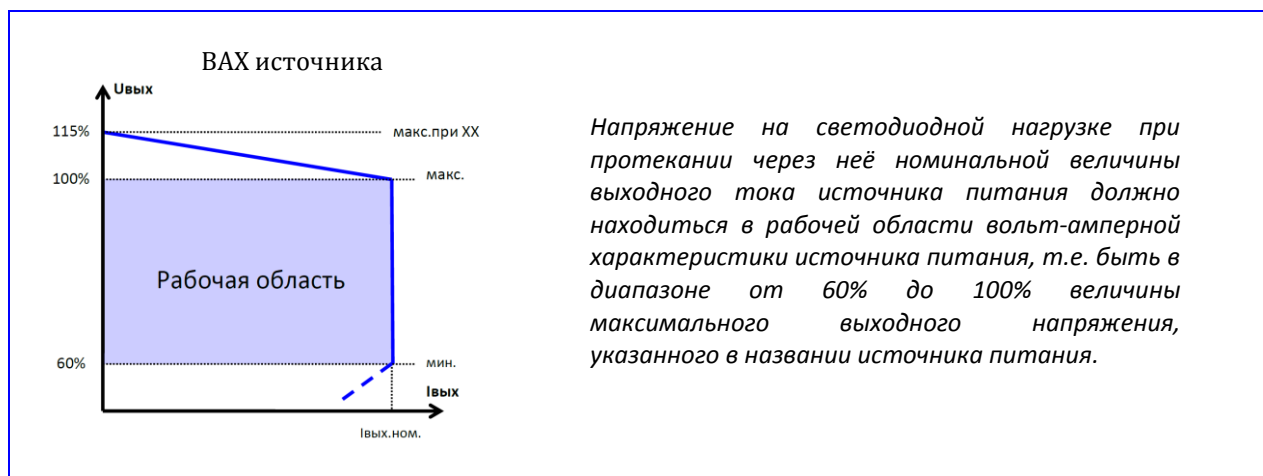 ВАХ источника
Uвых
115%
макс.при ХХ
100%
макс.
Рабочая область
60%
мин.
Iвых
Iвых.ном.
Напряжение на светодиодной нагрузке при
протекании через неё номинальной величины
выходного тока источника питания должно
находиться в рабочей области вольт-амперной
характеристики источника питания, т.е. быть в
диапазоне от 60% до 100% величины
максимального выходного напряжения,
указанного в названии источника питания.